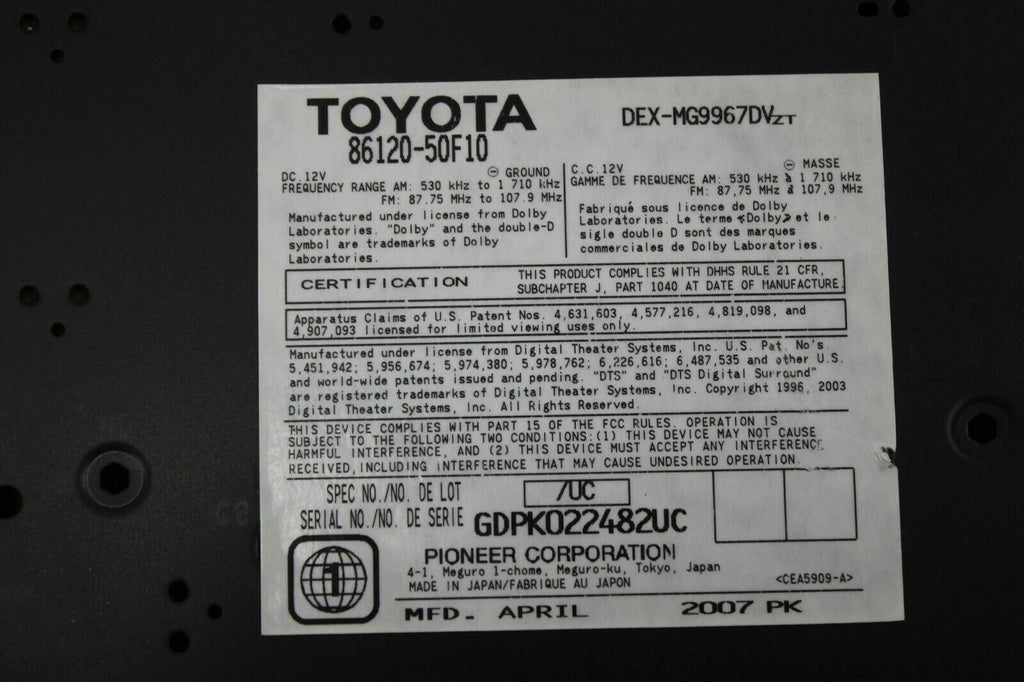 TOYOTA
86120-50F10
DEX-MG9967DVZT
DC.12V ⊖ GROUND
FREQUENCY RANGE AM: 530 kHz to 1 710 kHz
FM: 87.75 MHz to 107.9 MHz
Manufactured under license from Dolby
Laboratories. "Dolby" and the double-D
symbol are trademarks of Dolby
Laboratories.
C.C.12V ⊖ MASSE
GAMME DE FREQUENCE AM: 530 kHz à 1 710 kHz
FM: 87,75 MHz à 107,9 MHz
Fabriqué sous licence de Dolby
Laboratories. Le terme «Dolby» et le
sigle double D sont des marques
commerciales de Dolby Laboratories.
CERTIFICATION
THIS PRODUCT COMPLIES WITH DHHS RULE 21 CFR,
SUBCHAPTER J, PART 1040 AT DATE OF MANUFACTURE.
Apparatus Claims of U.S. Patent Nos. 4,631,603, 4,577,216, 4,819,098, and
4,907,093 licensed for limited viewing uses only.
Manufactured under license from Digital Theater Systems, Inc. U.S. Pat. No's.
5,451,942; 5,956,674; 5,974,380; 5,978,762; 6,226,616; 6,487,535 and other U.S.
and world-wide patents issued and pending. "DTS" and "DTS Digital Surround"
are registered trademarks of Digital Theater Systems, Inc. Copyright 1996, 2003
Digital Theater Systems, Inc. All Rights Reserved.
THIS DEVICE COMPLIES WITH PART 15 OF THE FCC RULES. OPERATION IS
SUBJECT TO THE FOLLOWING TWO CONDITIONS:(1) THIS DEVICE MAY NOT CAUSE
HARMFUL INTERFERENCE, AND (2) THIS DEVICE MUST ACCEPT ANY INTERFERENCE
RECEIVED,INCLUDING INTERFERENCE THAT MAY CAUSE UNDESIRED OPERATION.
SPEC NO./NO. DE LOT /UC
SERIAL NO./NO. DE SERIE GDPK022482UC
1
PIONEER CORPORATION
4-1, Meguro 1-chome, Meguro-ku, Tokyo, Japan
MADE IN JAPAN/FABRIQUE AU JAPON
<CEA5909-A>
MFD. APRIL 2007 PK